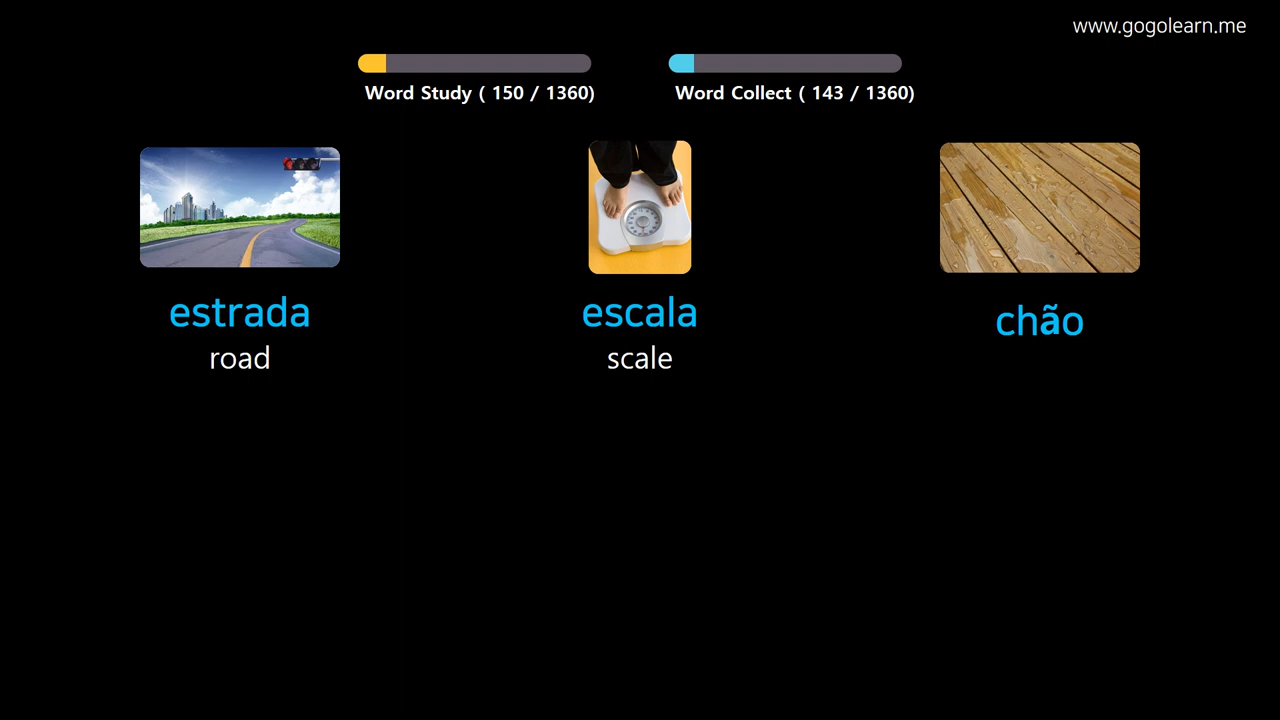 www.gogolearn.me
Word Study ( 150 / 1360)
Word Collect ( 143 / 1360)
estrada
road
escala
scale
chão